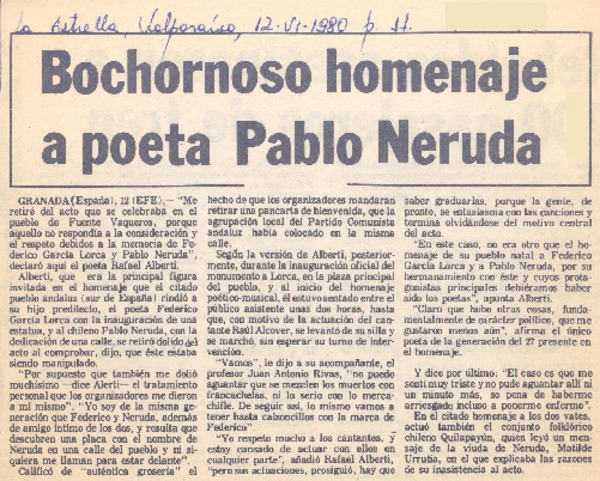 La Estrella, Valparaíso, 12-VI-1980 p. 11.
Bochornoso homenaje
a poeta Pablo Neruda
GRANADA (España), 12 (EFE),— "Me
retiré del acto que se celebraba en el
pueblo de Fuente Vaqueros, porque
aquello no respondía a la consideración y
el respeto debidos a la memoria de Fe-
derico García Lorca y Pablo Neruda",
declaró aquí el poeta Rafael Alberti.
Alberti, que era la principal figura
invitada en el homenaje que el citado
pueblo andaluz (sur de España) rindió a
su hijo predilecto, el poeta Federico
García Lorca con la inauguración de una
estatua, y al chileno Pablo Neruda, con la
dedicación de una calle, se retiró dolido del
acto al comprobar, dijo, que éste estaba
siendo manipulado.
"Por supuesto que también me dolió
muchísimo —dice Alerti— el tratamiento
personal que los organizadores me dieron
a mí mismo". "Yo soy de la misma gene-
ración que Federico y Neruda, además
de amigo íntimo de los dos, y resulta que
descubren una placa con el nombre de
Neruda en una calle del pueblo y ni si-
quiera me llaman para estar delante".
Calificó de "auténtica grosería" el
hecho de que los organizadores mandaran
retirar una pancarta de bienvenida, que la
agrupación local del Partido Comunista
andaluz había colocado en la misma
calle.
Según la versión de Alberti, posterior-
mente, durante la inauguración oficial del
monumento a Lorca, en la plaza principal
del pueblo, y al inicio del homenaje
poético-musical, él estuvo sentado entre el
público asistente unas dos horas, hasta
que, con motivo de la actuación del can-
tante Raúl Alcover, se levantó de su silla y
se marchó, sin esperar su turno de inter-
vención.
"Vamos", le dijo a su acompañante, el
profesor Juan Antonio Rivas, "no puedo
aguantar que se mezclen los muertos con
francachelas, ni lo serio con lo merca-
chifle. De seguir así, lo mismo vamos a
tener hasta calzoncillos con la marca de
Federico".
"Yo respeto mucho a los cantautes, y
estoy cansado de actuar con ellos en
cualquier parte", añadió Rafael Alberti,
"pero sus actuaciones, prosiguió, hay que
saber graduarlas, porque la gente, de
pronto, se entusiasma con las canciones y
termina olvidándose del motivo central
del acto.
"En este caso, no era otro que el home-
naje de su pueblo natal a Federico
García Lorca y a Pablo Neruda, por su
hermanamiento con éste y cuyos prota-
gonistas principales debiéramos haber
sido los poetas", apunta Alberti.
"Claro que hubo otras cosas, funda-
mentalmente de carácter político, que me
gustaron menos aún", afirma el único
poeta de la generación del 27 presente en
el homenaje.
Y dice por último: "El caso es que me
sentí muy triste y no pude aguantar allí ni
un minuto más, so pena de haberme
arriesgado incluso a ponerme enfermo".
En el citado homenaje a los dos vates,
actuó también el conjunto folklórico
chileno Quilapayún, quien leyó un mensa-
je de la viuda de Neruda, Matilde
Urrutia, en el que explicaba las razones
de su inasistencia al acto.